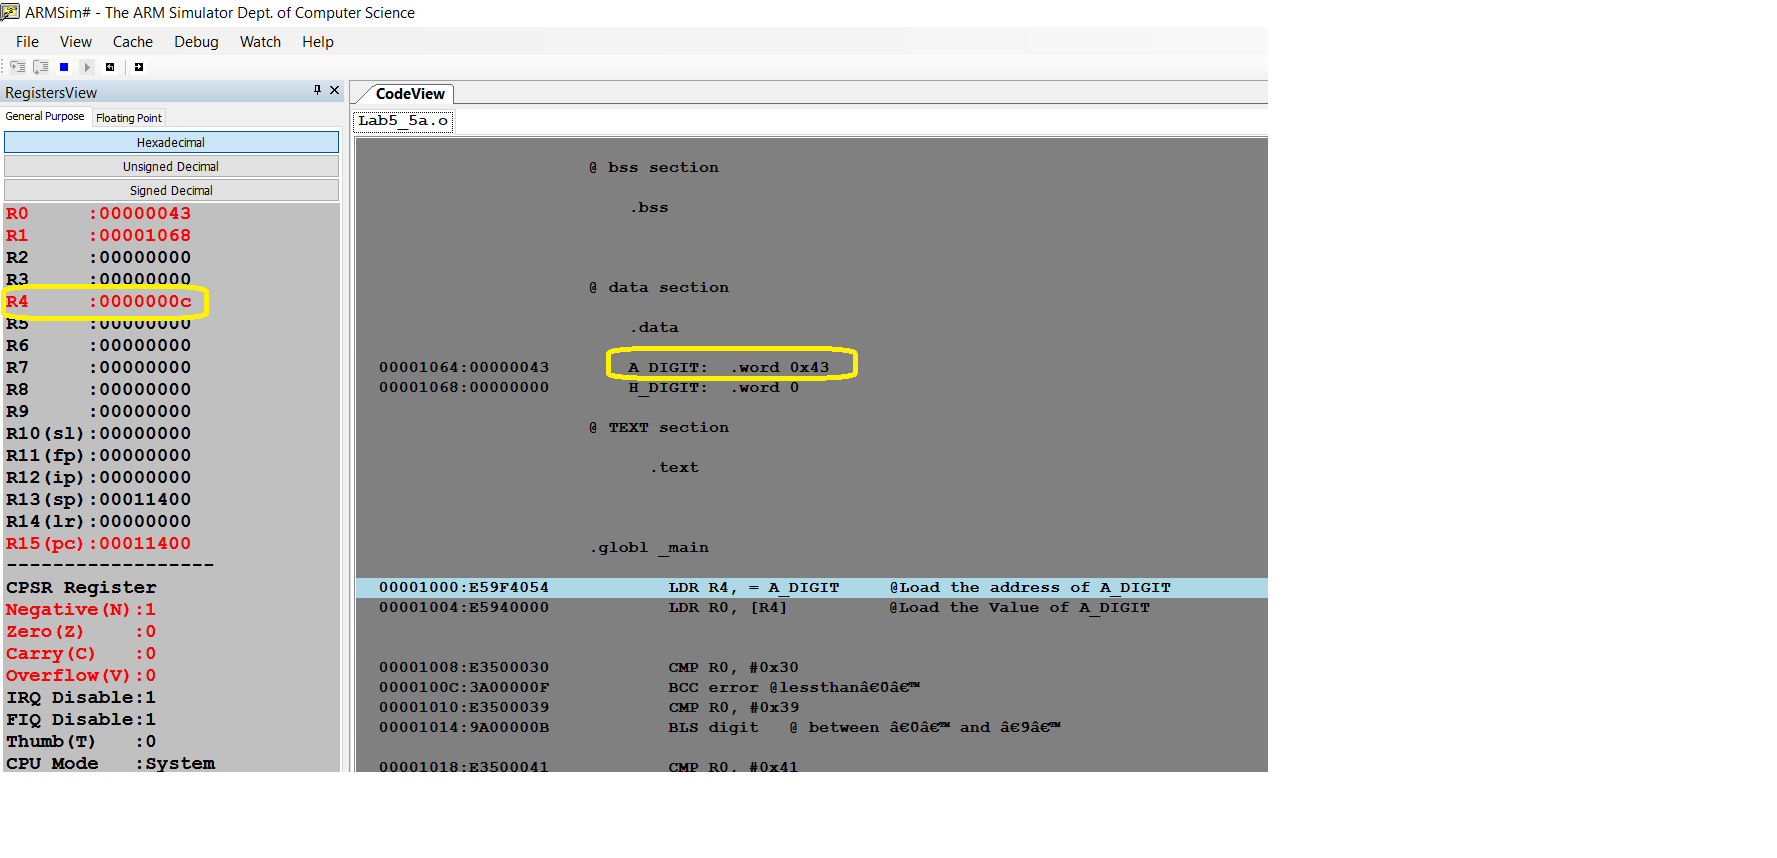 ARMSim# - The ARM Simulator Dept. of Computer Science
File View Cache Debug Watch Help
RegistersView
General Purpose Floating Point
Hexadecimal
Unsigned Decimal
Signed Decimal
R0 :00000043
R1 :00001068
R2 :00000000
R3 :00000000
R4 :0000000c
R5 :00000000
R6 :00000000
R7 :00000000
R8 :00000000
R9 :00000000
R10(sl):00000000
R11(fp):00000000
R12(ip):00000000
R13(sp):00011400
R14(lr):00000000
R15(pc):00011400
------------------
CPSR Register
Negative(N):1
Zero(Z) :0
Carry(C) :0
Overflow(V):0
IRQ Disable:1
FIQ Disable:1
Thumb(T) :0
CPU Mode :System
CodeView
Lab5_5a.o
@ bss section
.bss
@ data section
.data
00001064:00000043 A_DIGIT: .word 0x43
00001068:00000000 H_DIGIT: .word 0
@ TEXT section
.text
.globl _main
00001000:E59F4054 LDR R4, = A_DIGIT @Load the address of A_DIGIT
00001004:E5940000 LDR R0, [R4] @Load the Value of A_DIGIT
00001008:E3500030 CMP R0, #0x30
0000100C:3A00000F BCC error @lessthanâ€0â€™
00001010:E3500039 CMP R0, #0x39
00001014:9A00000B BLS digit @ between â€0â€™ and â€9â€™
00001018:E3500041 CMP R0, #0x41